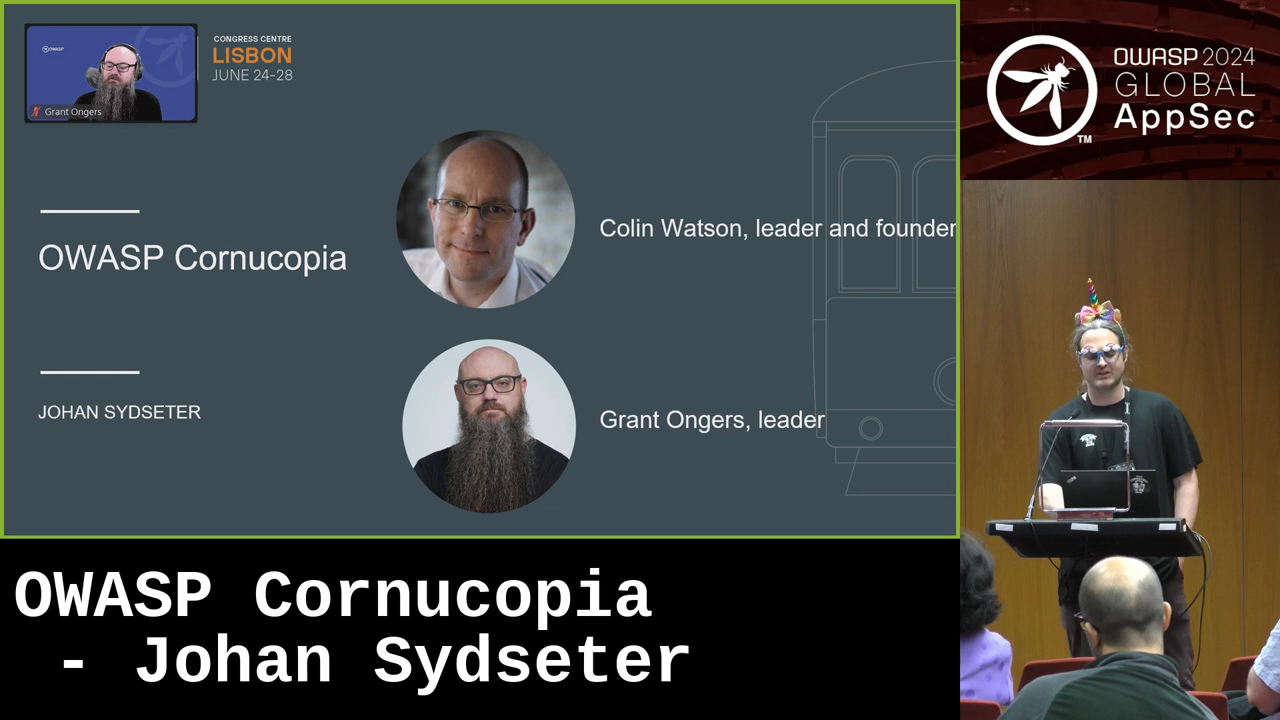 OWASP
Grant Ongers
CONGRESS CENTRE
LISBON
JUNE 24-28
OWASP Cornucopia
JOHAN SYDSETER
Colin Watson, leader and founder
Grant Ongers, leader
OWASP 2024
GLOBAL
AppSec
TM
OWASP Cornucopia
- Johan Sydseter